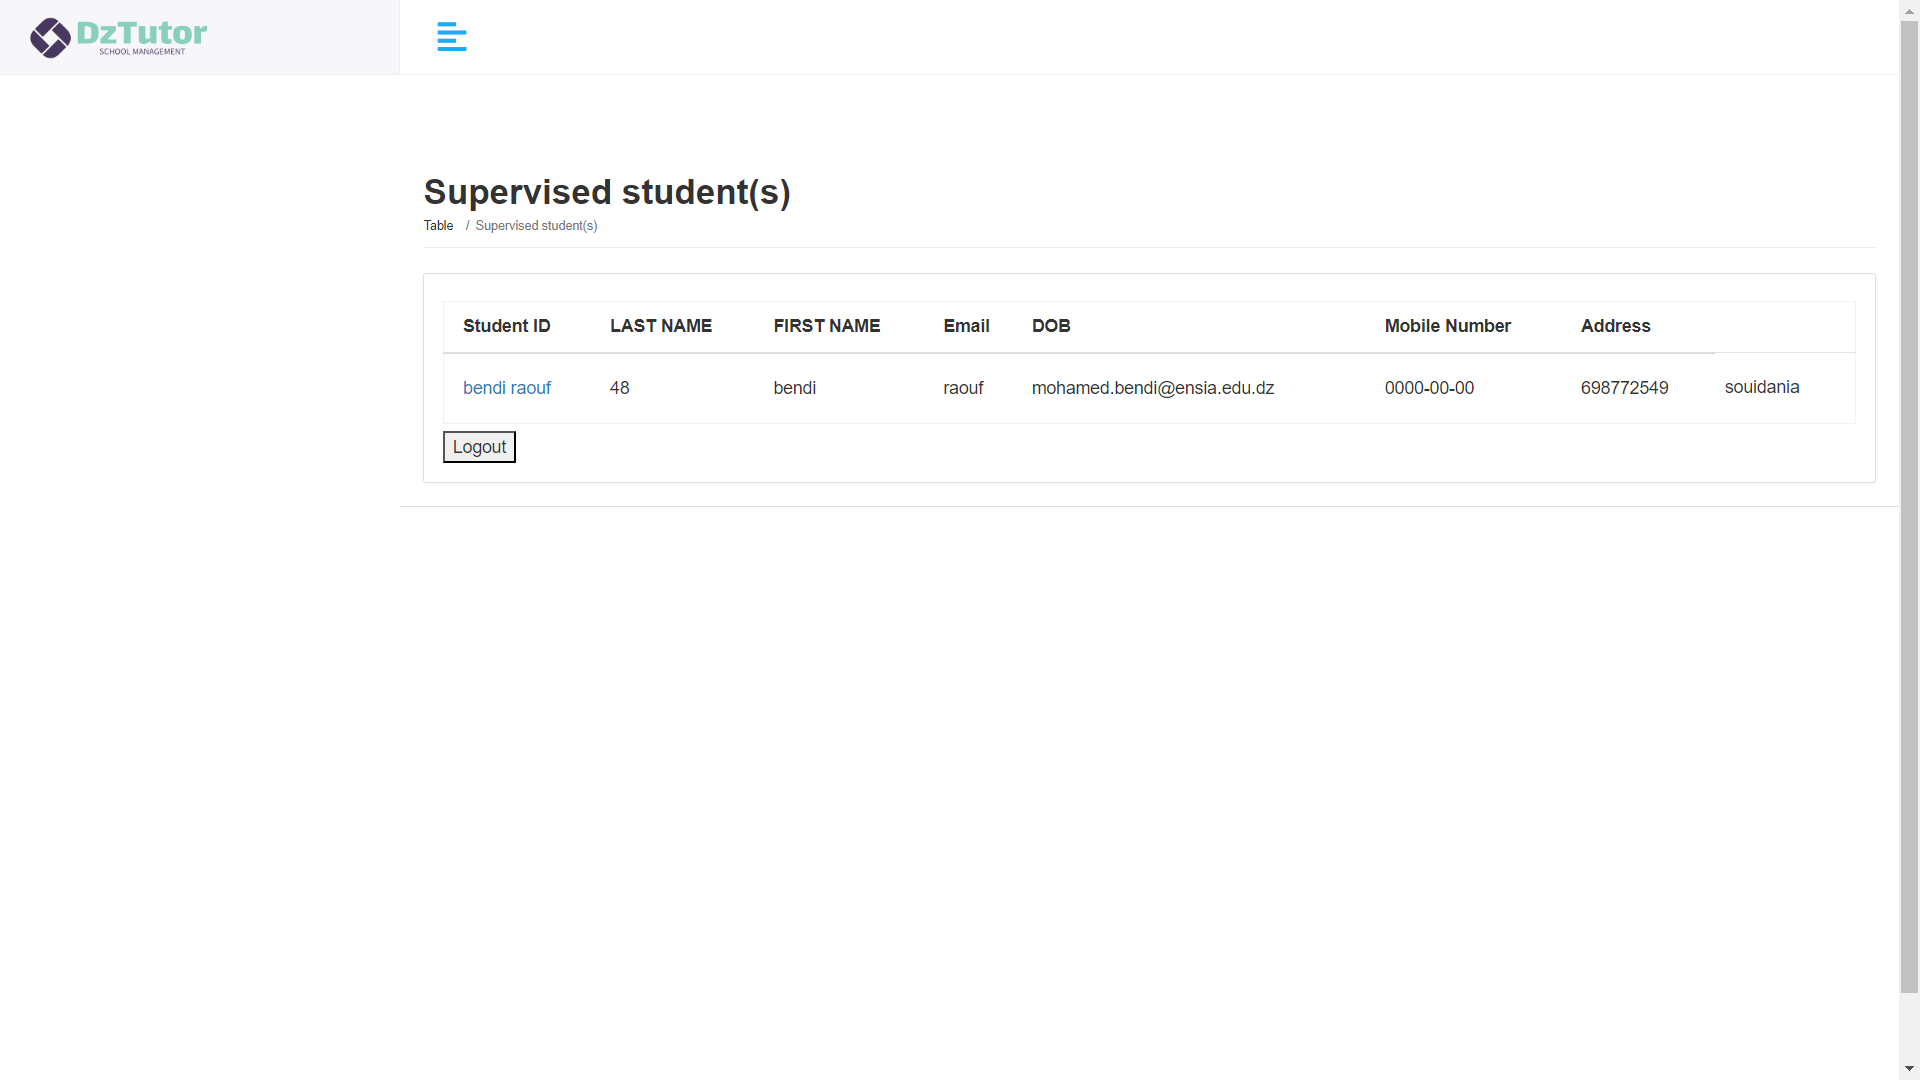 DzTutor
SCHOOL MANAGEMENT
Supervised student(s)
Table / Supervised student(s)
Student ID LAST NAME FIRST NAME Email DOB Mobile Number Address
bendi raouf 48 bendi raouf mohamed.bendi@ensia.edu.dz 0000-00-00 698772549 souidania
Logout